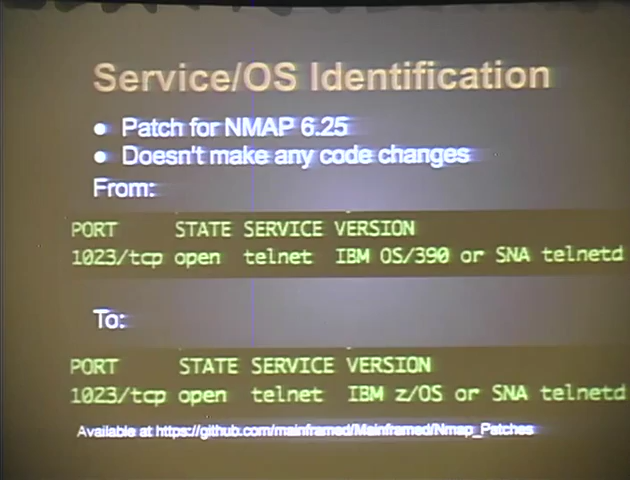 Service/OS Identification
• Patch for NMAP 6.25
• Doesn't make any code changes
From:
PORT STATE SERVICE VERSION
1023/tcp open telnet IBM OS/390 or SNA telnetd
To:
PORT STATE SERVICE VERSION
1023/tcp open telnet IBM z/OS or SNA telnetd
Available at https://github.com/mainframed/Mainframed/Nmap_Patches